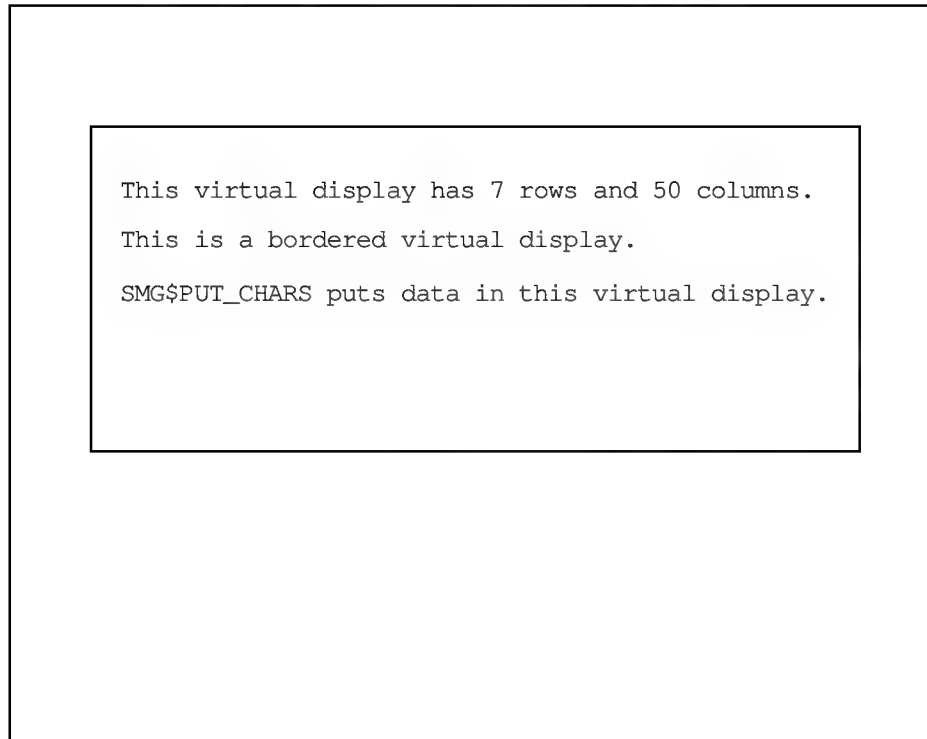 This virtual display has 7 rows and 50 columns.
This is a bordered virtual display.
SMG$PUT_CHARS puts data in this virtual display.